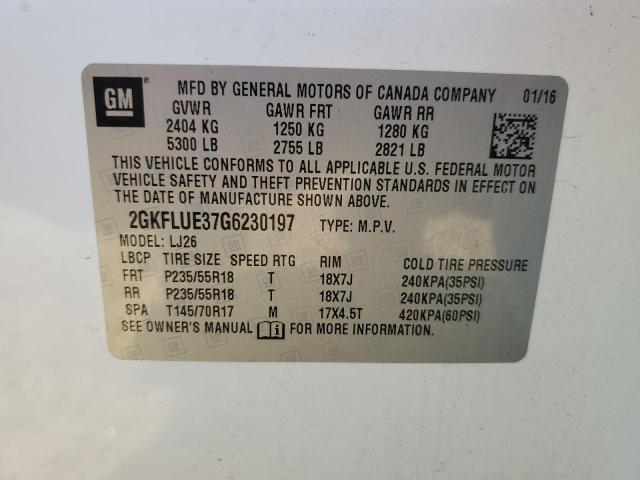 GM
MFD BY GENERAL MOTORS OF CANADA COMPANY 01/16
GVWR GAWR FRT GAWR RR
2404 KG 1250 KG 1280 KG
5300 LB 2755 LB 2821 LB
THIS VEHICLE CONFORMS TO ALL APPLICABLE U.S. FEDERAL MOTOR
VEHICLE SAFETY AND THEFT PREVENTION STANDARDS IN EFFECT ON
THE DATE OF MANUFACTURE SHOWN ABOVE.
2GKFLUE37G6230197 TYPE: M.P.V.
MODEL: LJ26
LBCP TIRE SIZE SPEED RTG RIM COLD TIRE PRESSURE
FRT P235/55R18 T 18X7J 240KPA(35PSI)
RR P235/55R18 T 18X7J 240KPA(35PSI)
SPA T145/70R17 M 17X4.5T 420KPA(60PSI)
SEE OWNER'S MANUAL FOR MORE INFORMATION.